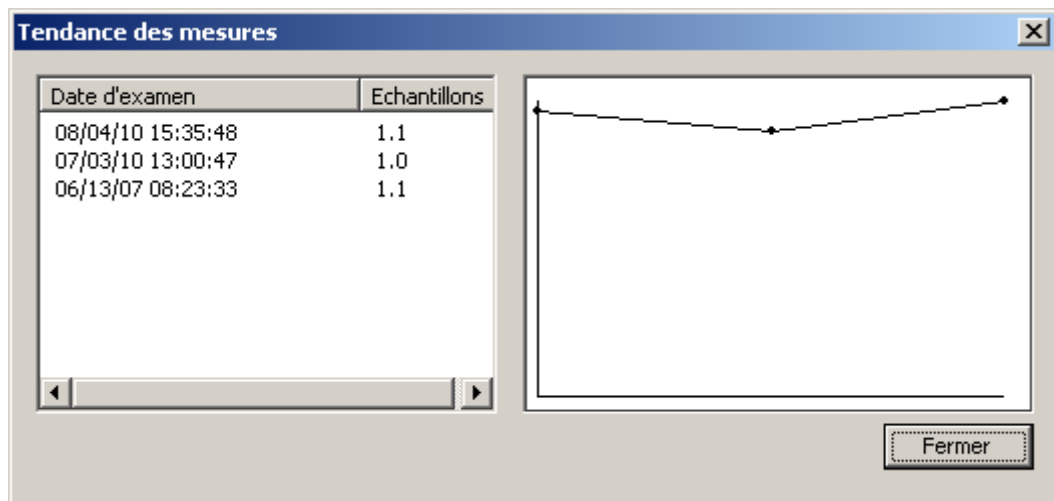 Tendance des mesures
Date d'examen Echantillons
08/04/10 15:35:48 1.1
07/03/10 13:00:47 1.0
06/13/07 08:23:33 1.1
Fermer